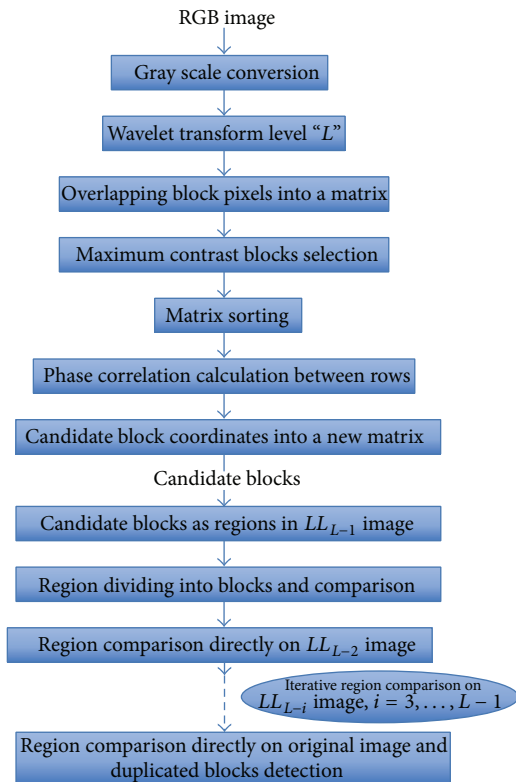 RGB image
Gray scale conversion
Wavelet transform level “L”
Overlapping block pixels into a matrix
Maximum contrast blocks selection
Matrix sorting
Phase correlation calculation between rows
Candidate block coordinates into a new matrix
Candidate blocks
Candidate blocks as regions in LL_{L−1} image
Region dividing into blocks and comparison
Region comparison directly on LL_{L−2} image
Iterative region comparison on
LL_{L−i} image, i = 3, . . . , L − 1
Region comparison directly on original image and
duplicated blocks detection